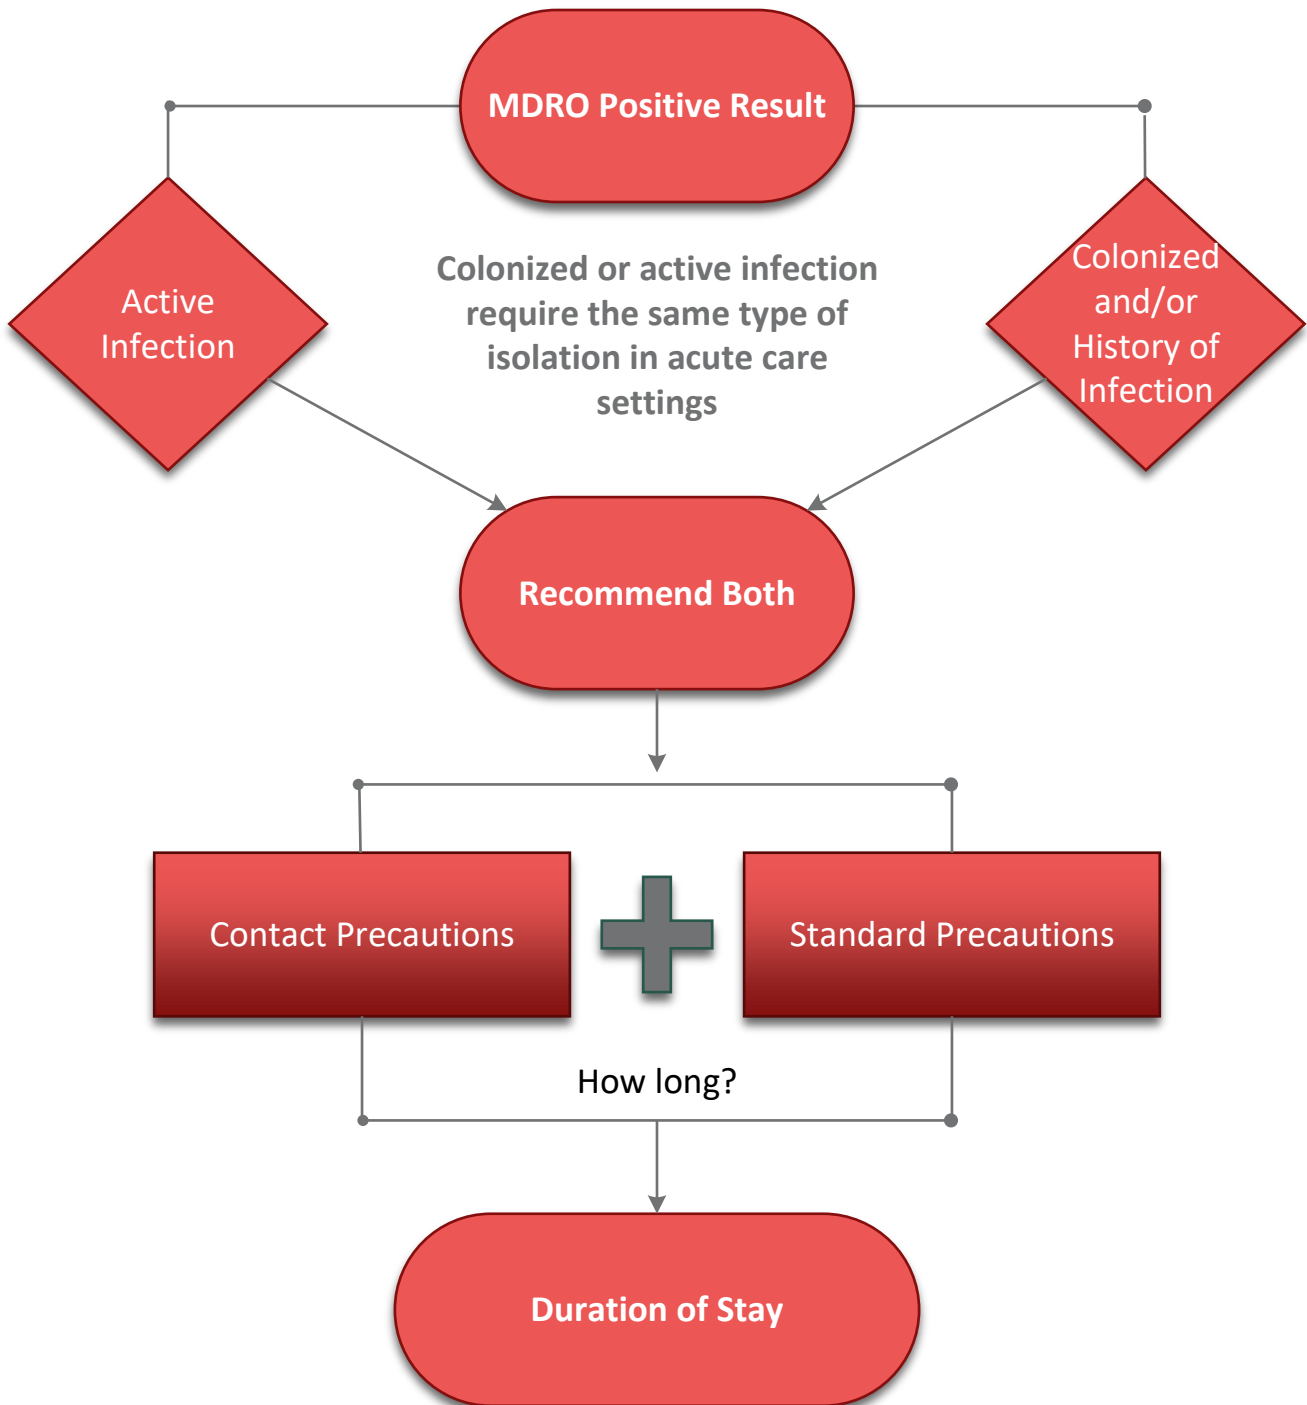 MDRO Positive Result
Active
Infection
Colonized or active infection
require the same type of
isolation in acute care
settings
Colonized
and/or
History of
Infection
Recommend Both
Contact Precautions
Standard Precautions
How long?
Duration of Stay